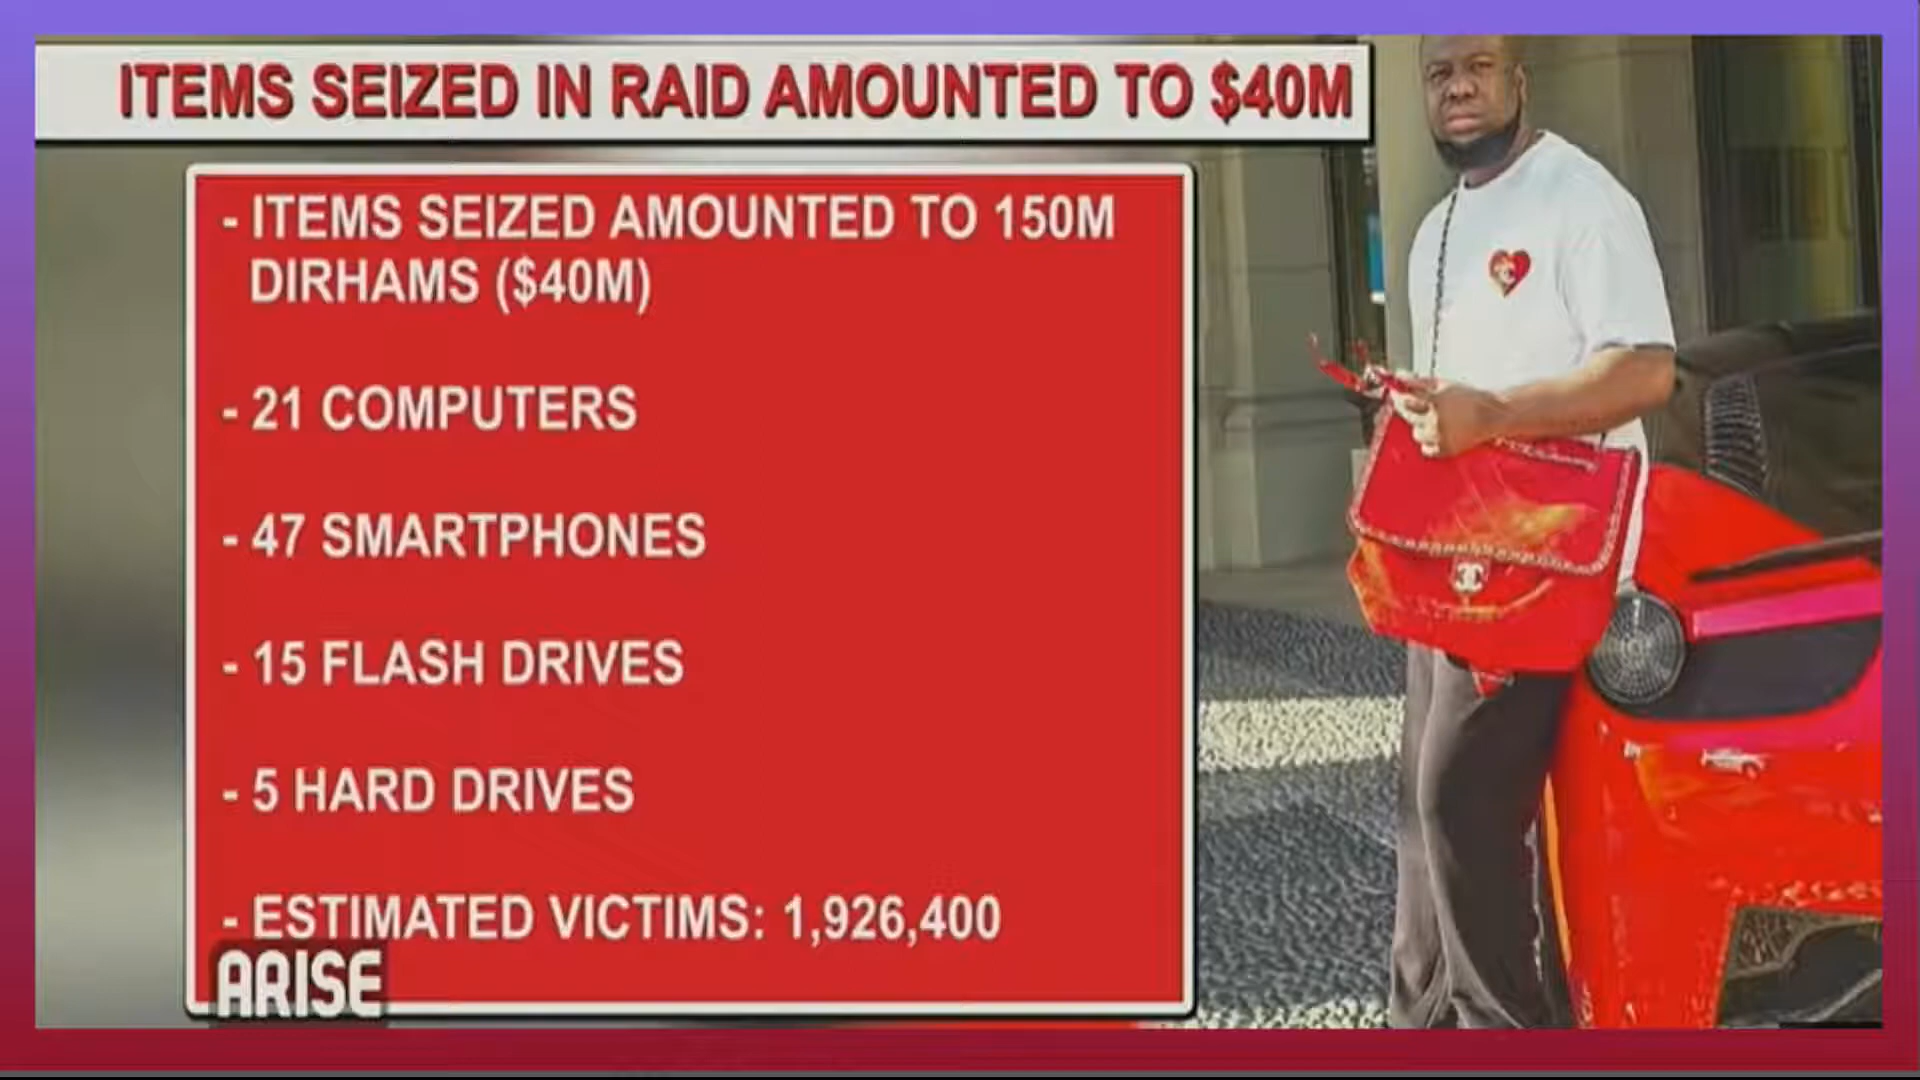 ITEMS SEIZED IN RAID AMOUNTED TO $40M
- ITEMS SEIZED AMOUNTED TO 150M
DIRHAMS ($40M)
- 21 COMPUTERS
- 47 SMARTPHONES
- 15 FLASH DRIVES
- 5 HARD DRIVES
- ESTIMATED VICTIMS: 1,926,400
ARISE